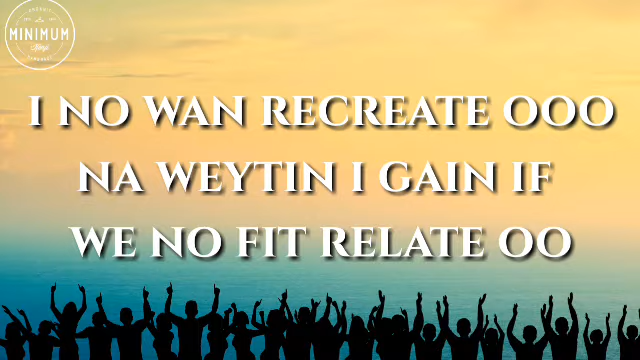 MINIMUM
I NO WAN RECREATE OOO
NA WEYTIN I GAIN IF
WE NO FIT RELATE OO